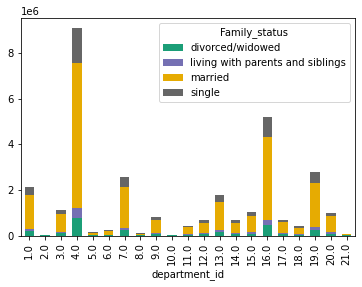 1e6
Family_status
divorced/widowed
living with parents and siblings
married
single
8
6
4
2
0
1.0 2.0 3.0 4.0 5.0 6.0 7.0 8.0 9.0 10.0 11.0 12.0 13.0 14.0 15.0 16.0 17.0 18.0 19.0 20.0 21.0
department_id